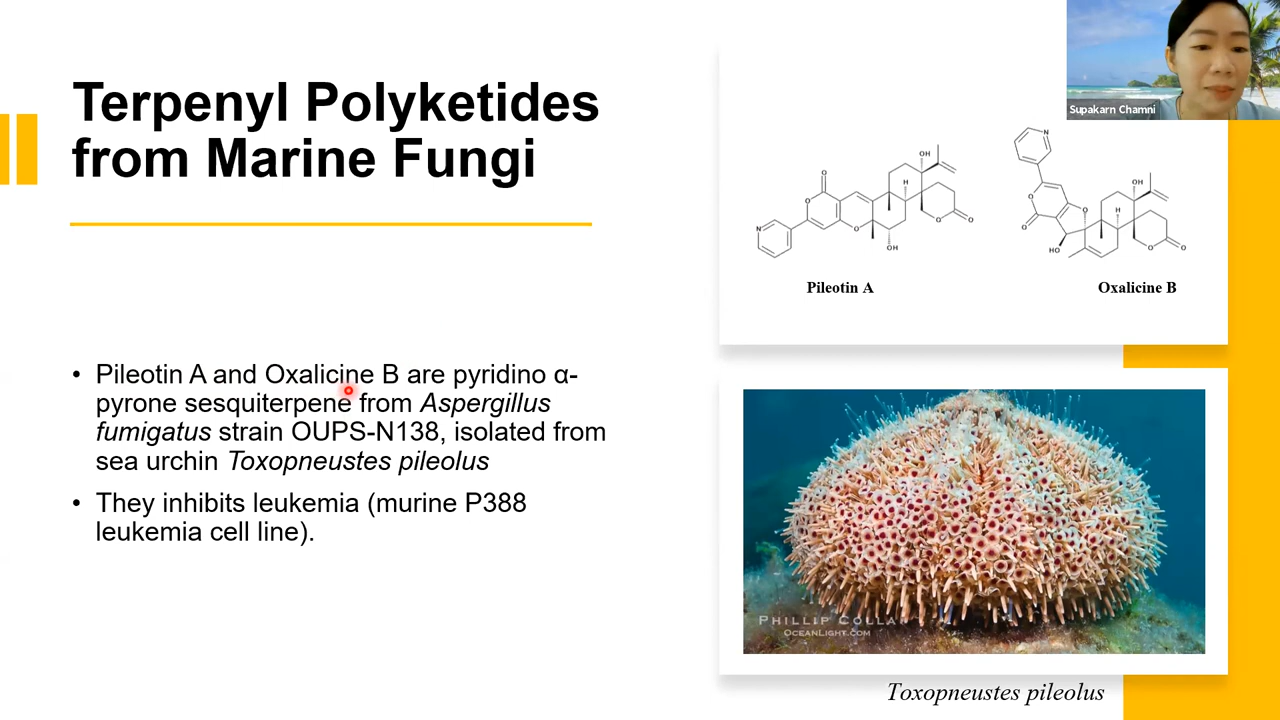 Terpenyl Polyketides
from Marine Fungi
• Pileotin A and Oxalicine B are pyridino α-
pyrone sesquiterpene from Aspergillus
fumigatus strain OUPS-N138, isolated from
sea urchin Toxopneustes pileolus
• They inhibits leukemia (murine P388
leukemia cell line).
Supakarn Chamni
N
O
O
O
OH
H
OH
O
O
Pileotin A
N
O
O
O
HO
H
OH
O
O
Oxalicine B
PHILLIP COLLA
OCEANLIGHT.COM
Toxopneustes pileolus